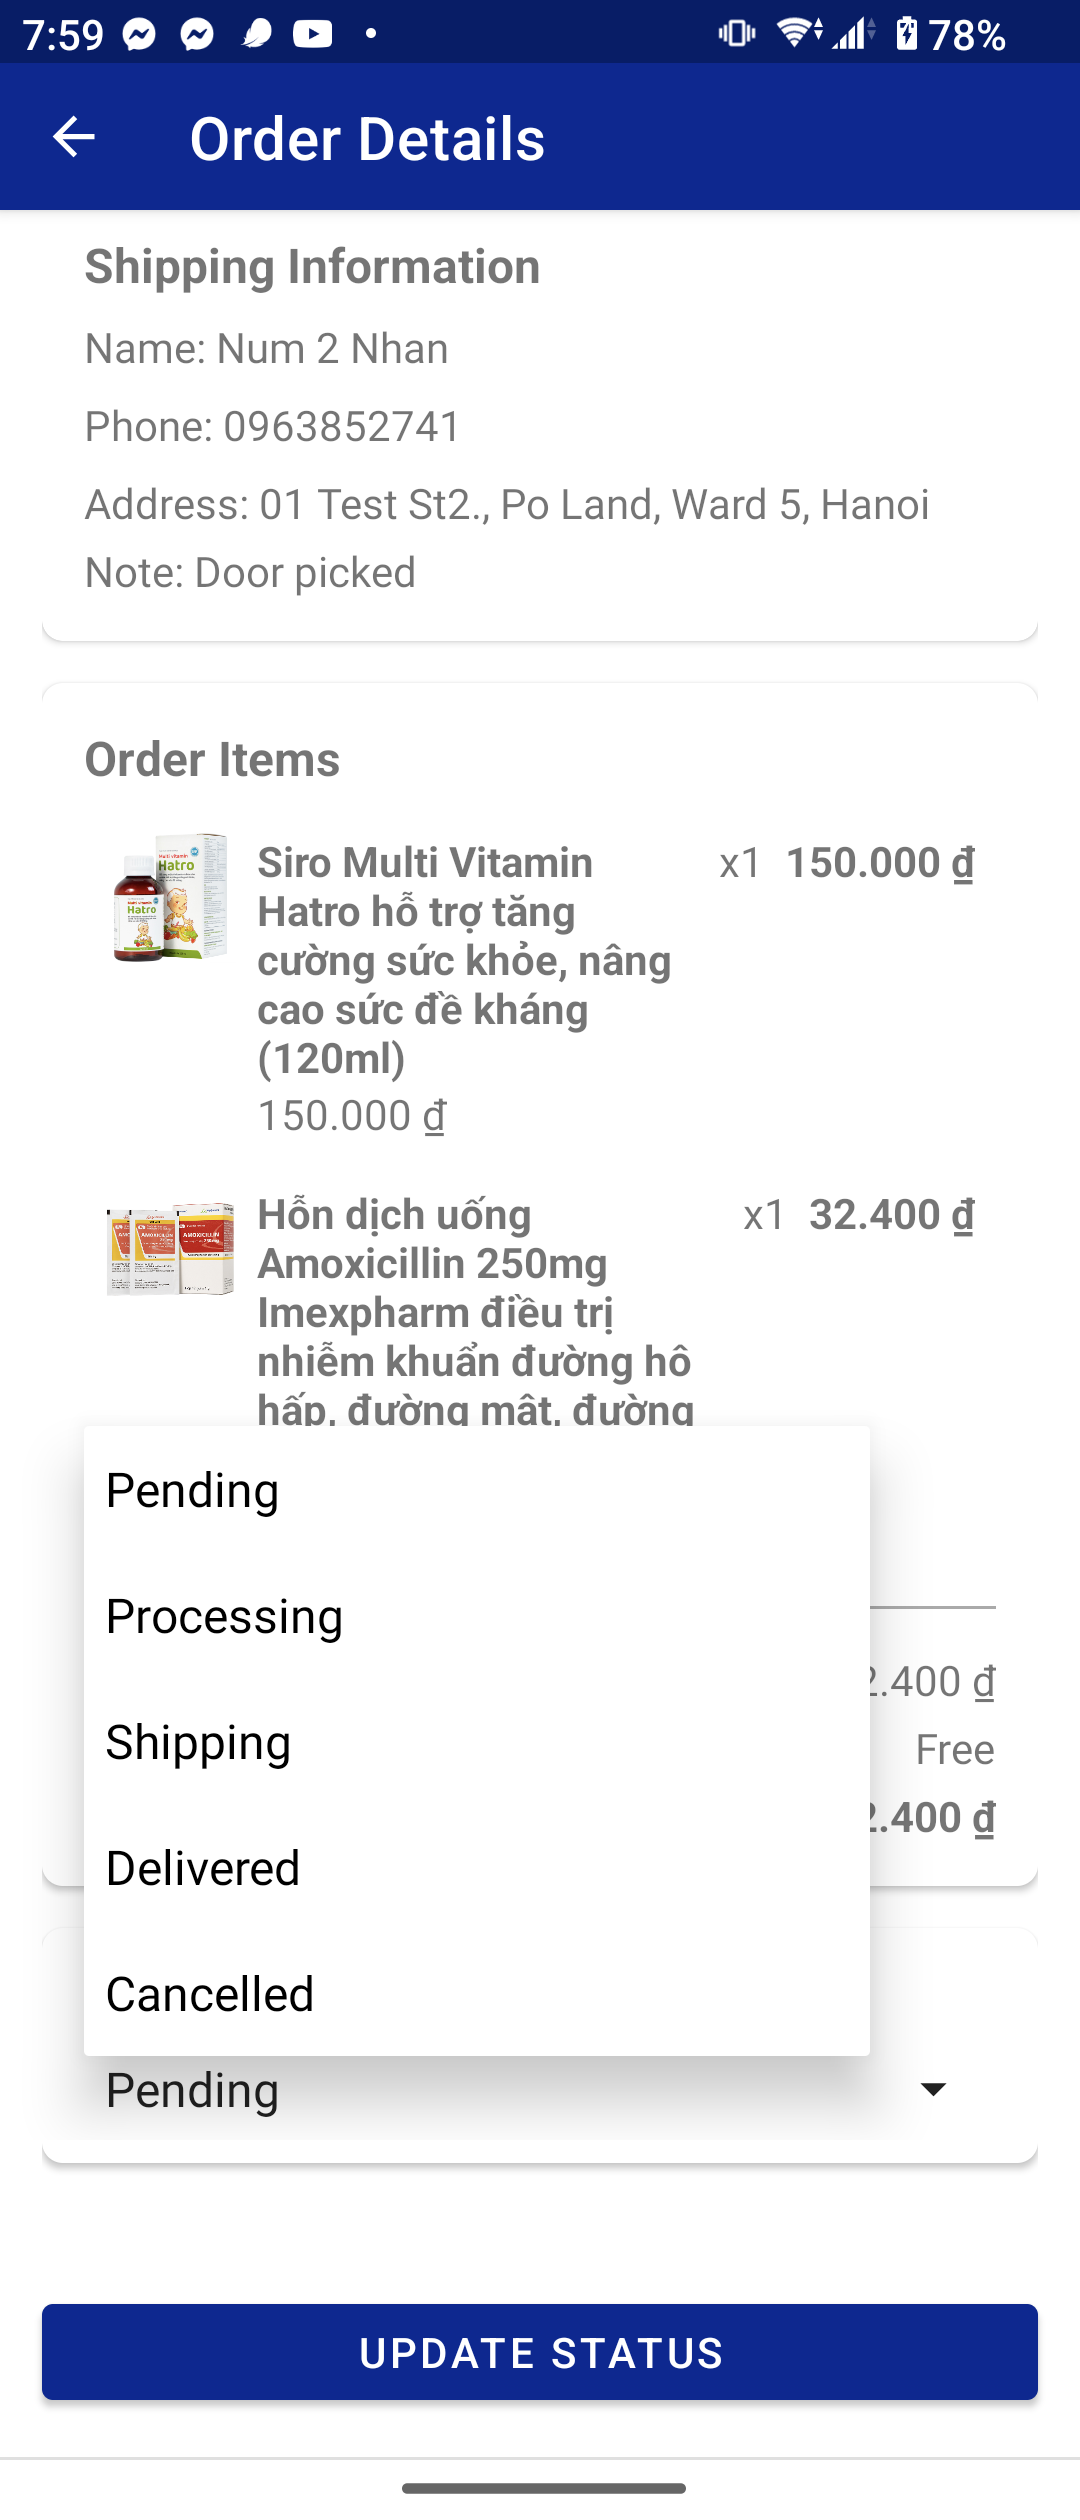 7:59
78%
Order Details
Shipping Information
Name: Num 2 Nhan
Phone: 0963852741
Address: 01 Test St2., Po Land, Ward 5, Hanoi
Note: Door picked
Order Items
Multi Vitamin
Hatro
Hatro
Siro Multi Vitamin
Hatro hỗ trợ tăng
cường sức khỏe, nâng
cao sức đề kháng
(120ml)
x1 150.000 ₫
150.000 ₫
AMOXICILLIN
AMOXICILLIN
Hỗn dịch uống
Amoxicillin 250mg
Imexpharm điều trị
nhiễm khuẩn đường hô
hấp, đường mật, đường
x1 32.400 ₫
Pending
Processing
Shipping
Delivered
Cancelled
2.400 ₫
Free
2.400 ₫
Pending
UPDATE STATUS